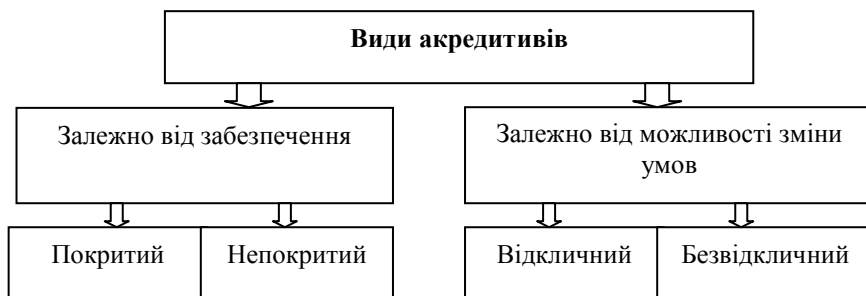 Види акредитивів
Залежно від забезпечення
Залежно від можливості зміни
умов
Покритий
Непокритий
Відкличний
Безвідкличний